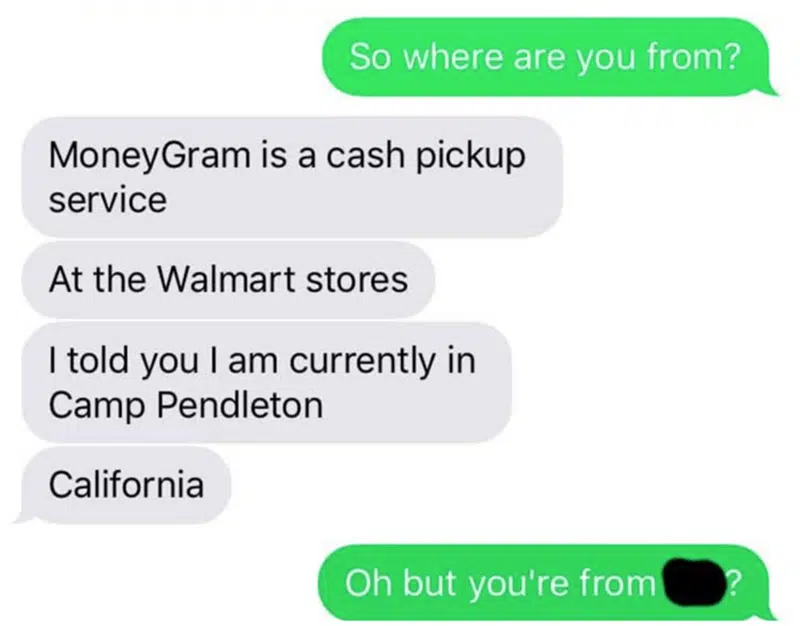 So where are you from?
MoneyGram is a cash pickup
service
At the Walmart stores
I told you I am currently in
Camp Pendleton
California
Oh but you're from ?